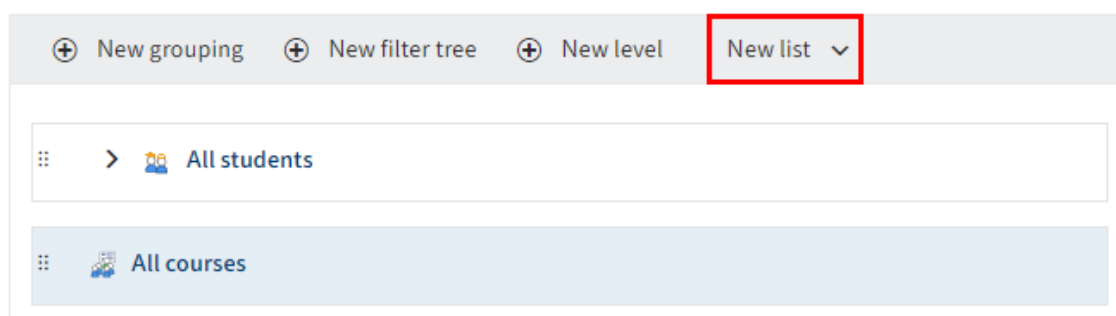 New grouping New filter tree New level New list
All students
All courses